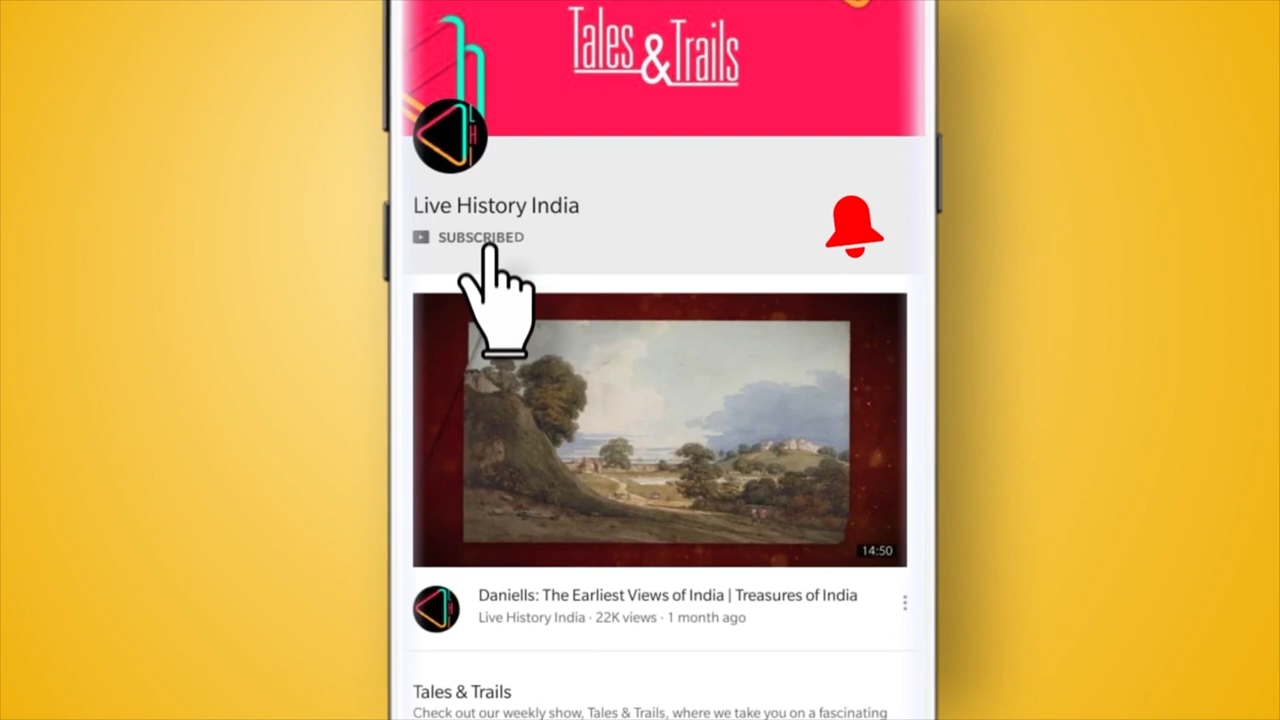 Tales & Trails
Live History India
SUBSCRIBED
14:50
Daniells: The Earliest Views of India | Treasures of India
Live History India · 22K views · 1 month ago
Tales & Trails
Check out our weekly show, Tales & Trails, where we take you on a fascinating